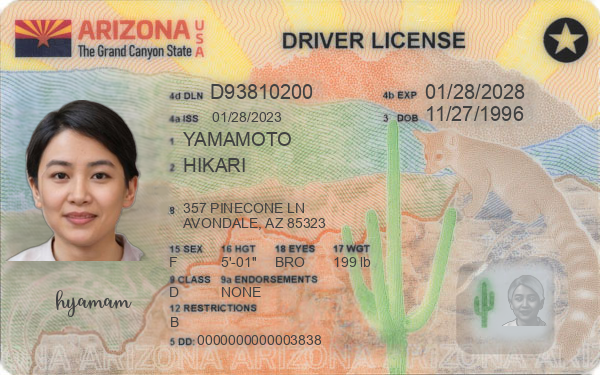 ARIZONA USA
The Grand Canyon State
DRIVER LICENSE
4d DLN D93810200
4b EXP 01/28/2028
4a ISS 01/28/2023
3 DOB 11/27/1996
1 YAMAMOTO
2 HIKARI
8 357 PINECONE LN
AVONDALE, AZ 85323
15 SEX 16 HGT 18 EYES 17 WGT
F 5'-01" BRO 199 lb
9 CLASS 9a ENDORSEMENTS
D NONE
12 RESTRICTIONS
B
hyamam
5 DD: 0000000000003838
ONA ARIZONA ARIZONA ARIZONA ARIZONA AXIZ